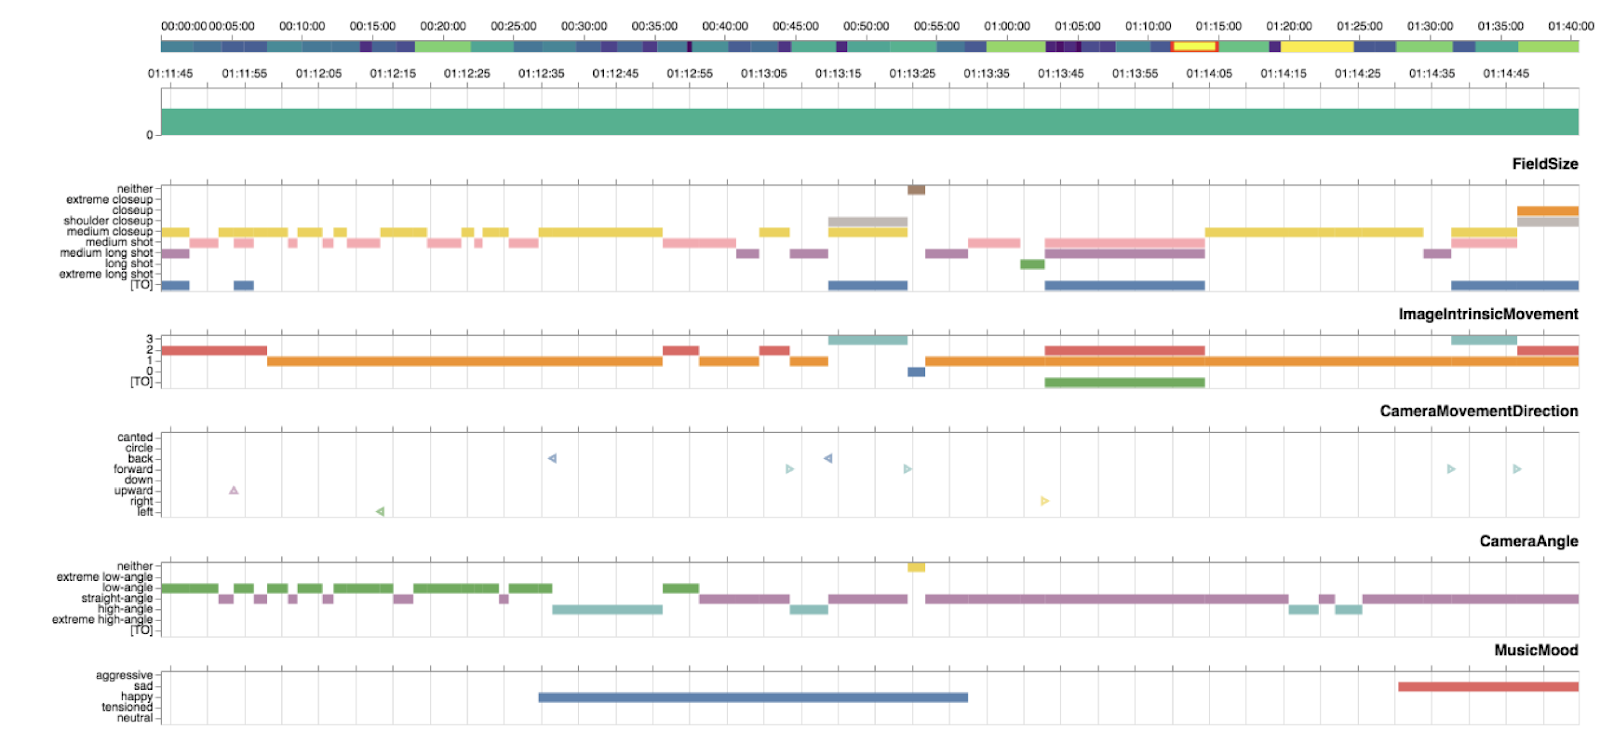 00:00:00 00:05:00 00:10:00 00:15:00 00:20:00 00:25:00 00:30:00 00:35:00 00:40:00 00:45:00 00:50:00 00:55:00 01:00:00 01:05:00 01:10:00 01:15:00 01:20:00 01:25:00 01:30:00 01:35:00 01:40:00
01:11:45 01:11:55 01:12:05 01:12:15 01:12:25 01:12:35 01:12:45 01:12:55 01:13:05 01:13:15 01:13:25 01:13:35 01:13:45 01:13:55 01:14:05 01:14:15 01:14:25 01:14:35 01:14:45
0
FieldSize
neither
extreme closeup
closeup
shoulder closeup
medium closeup
medium shot
medium long shot
long shot
extreme long shot
[TO]
ImageIntrinsicMovement
3
2
1
0
[TO]
CameraMovementDirection
canted
circle
back
forward
down
upward
right
left
CameraAngle
neither
extreme low-angle
low-angle
straight-angle
high-angle
extreme high-angle
[TO]
MusicMood
aggressive
sad
happy
tensioned
neutral